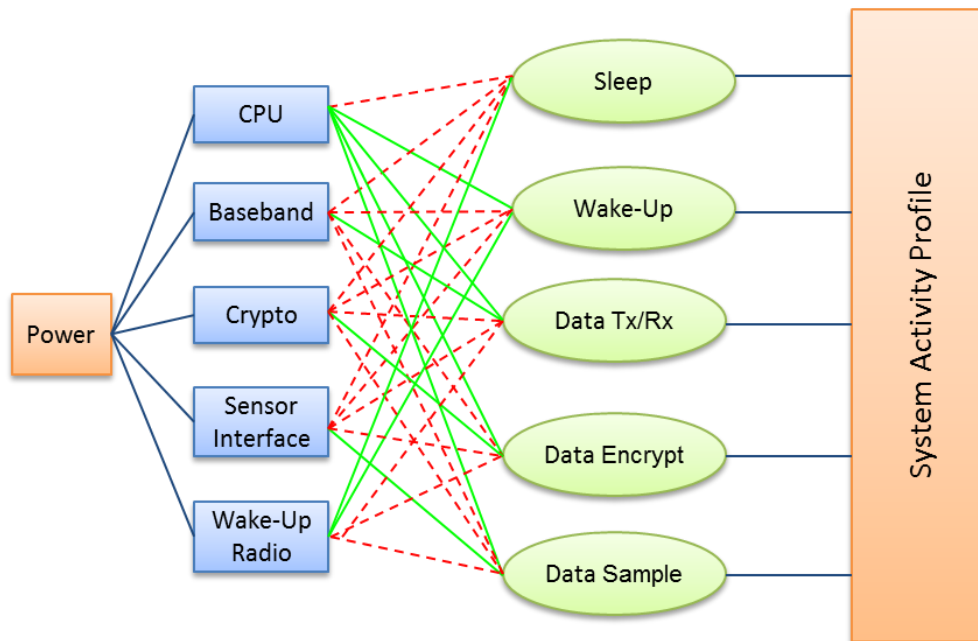 Power
CPU
Baseband
Crypto
Sensor
Interface
Wake-Up
Radio
Sleep
Wake-Up
Data Tx/Rx
Data Encrypt
Data Sample
System Activity Profile